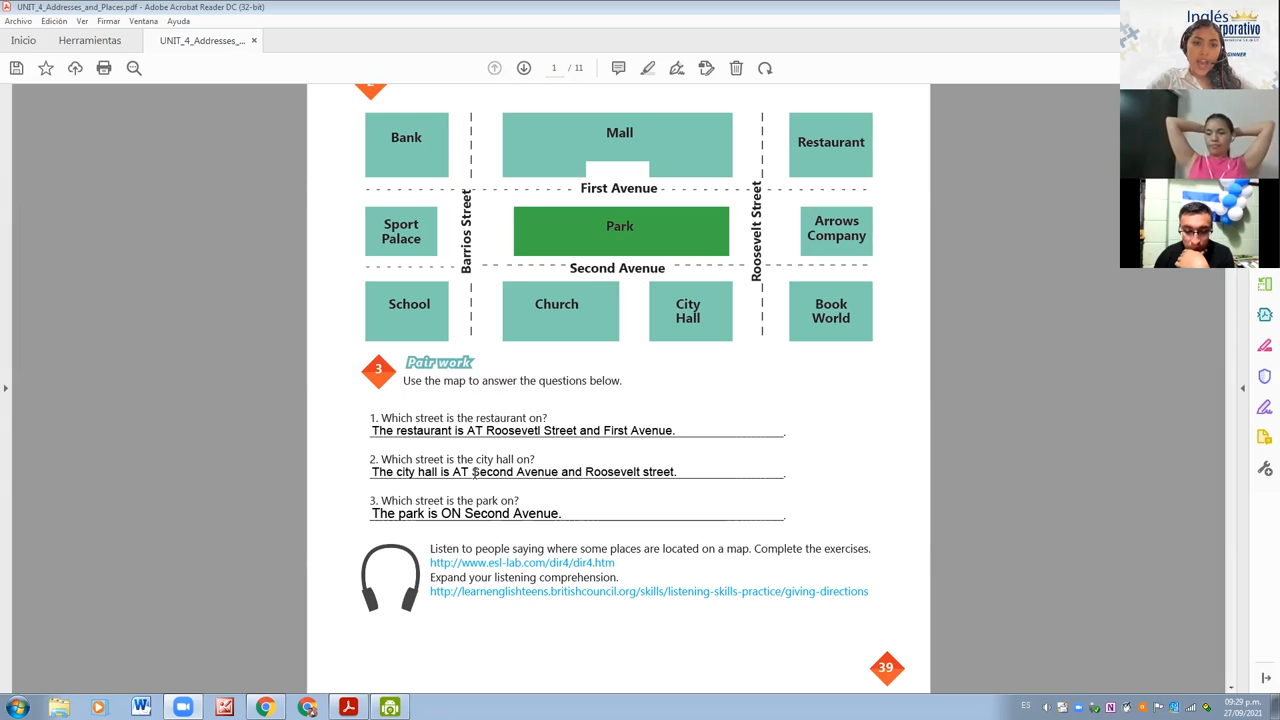 UNIT_4_Addresses_and_Places.pdf - Adobe Acrobat Reader DC (32-bit)
Archivo Edición Ver Firmar Ventana Ayuda
Inicio Herramientas UNIT_4_Addresses_... ×
1 / 11
Inglés
BEGINNER
Bank Mall Restaurant
First Avenue
Sport Palace
Barrios Street
Park
Roosevelt Street
Arrows Company
Second Avenue
School Church City Hall Book World
3 Pair work
Use the map to answer the questions below.
1. Which street is the restaurant on?
The restaurant is AT Roosevetl Street and First Avenue.
2. Which street is the city hall on?
The city hall is AT Second Avenue and Roosevelt street.
3. Which street is the park on?
The park is ON Second Avenue.
Listen to people saying where some places are located on a map. Complete the exercises.
http://www.esl-lab.com/dir4/dir4.htm
Expand your listening comprehension.
http://learnenglishteens.britishcouncil.org/skills/listening-skills-practice/giving-directions
39
ES
09:29 p.m.
27/09/2021